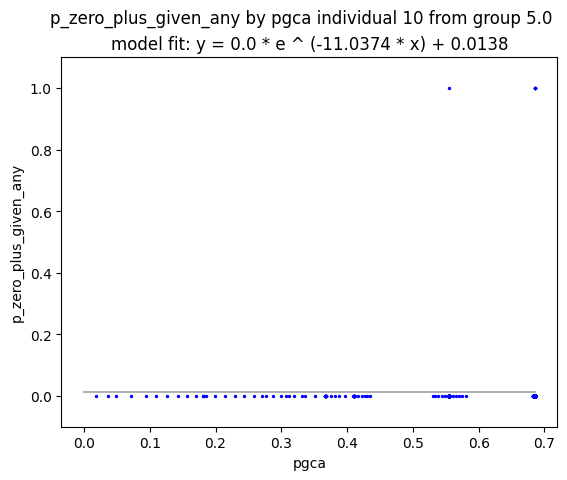 p_zero_plus_given_any by pgca individual 10 from group 5.0
model fit: y = 0.0 * e ^ (-11.0374 * x) + 0.0138
1.0
0.8
0.6
0.4
0.2
0.0
p_zero_plus_given_any
0.0 0.1 0.2 0.3 0.4 0.5 0.6 0.7
pgca